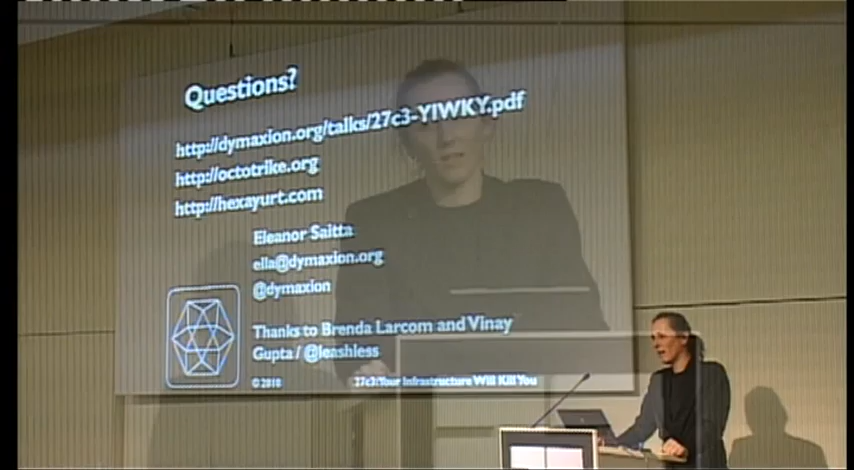 Questions?
http://dymaxion.org/talks/27c3-YIWKY.pdf
http://octotrike.org
http://hexayurt.com
Eleanor Saitta
ella@dymaxion.org
@dymaxion
Thanks to Brenda Larcom and Vinay
Gupta / @leashless
© 2010
27c3:Your Infrastructure Will Kill You